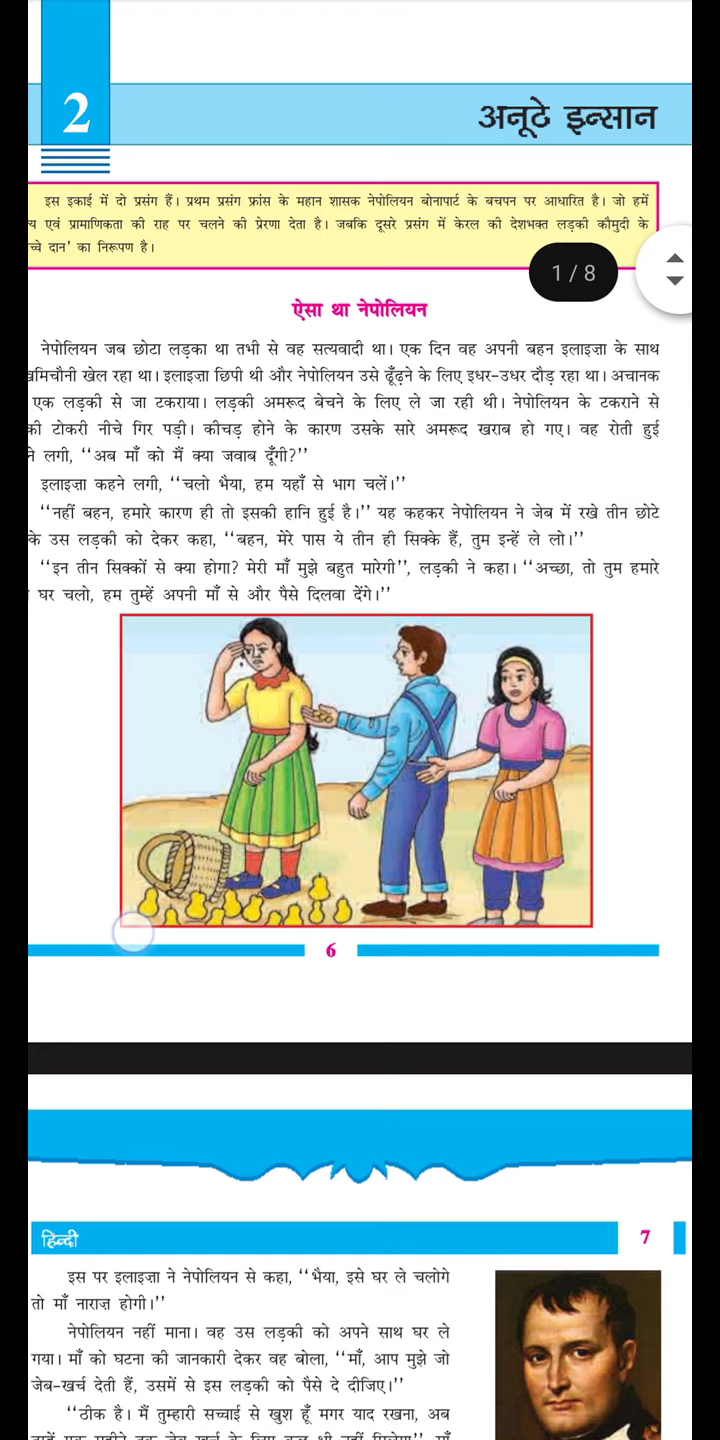 2
अनूठे इन्सान
इस इकाई में दो प्रसंग हैं। प्रथम प्रसंग फ्रांस के महान शासक नेपोलियन बोनापार्ट के बचपन पर आधारित है। जो हमें
एवं प्रामाणिकता की राह पर चलने की प्रेरणा देता है। जबकि दूसरे प्रसंग में केरल की देशभक्त लड़की कौमुदी के
दान’ का निरूपण है।
1 / 8
ऐसा था नेपोलियन
नेपोलियन जब छोटा लड़का था तभी से वह सत्यवादी था। एक दिन वह अपनी बहन इलाइज़ा के साथ
खेल रहा था। इलाइज़ा छिपी थी और नेपोलियन उसे ढूँढ़ने के लिए इधर-उधर दौड़ रहा था। अचानक
एक लड़की से जा टकराया। लड़की अमरूद बेचने के लिए ले जा रही थी। नेपोलियन के टकराने से
की टोकरी नीचे गिर पड़ी। कीचड़ होने के कारण उसके सारे अमरूद खराब हो गए। वह रोती हुई
लगी, ‘‘अब माँ को मैं क्या जवाब दूँगी?’’
इलाइज़ा कहने लगी, ‘‘चलो भैया, हम यहाँ से भाग चलें।’’
‘‘नहीं बहन, हमारे कारण ही तो इसकी हानि हुई है।’’ यह कहकर नेपोलियन ने जेब में रखे तीन छोटे
उस लड़की को देकर कहा, ‘‘बहन, मेरे पास ये तीन ही सिक्के हैं, तुम इन्हें ले लो।’’
‘‘इन तीन सिक्कों से क्या होगा? मेरी माँ मुझे बहुत मारेगी’’, लड़की ने कहा। ‘‘अच्छा, तो तुम हमारे
घर चलो, हम तुम्हें अपनी माँ से और पैसे दिलवा देंगे।’’
6
हिन्दी
7
इस पर इलाइज़ा ने नेपोलियन से कहा, ‘‘भैया, इसे घर ले चलोगे
तो माँ नाराज़ होगी।’’
नेपोलियन नहीं माना। वह उस लड़की को अपने साथ घर ले
गया। माँ को घटना की जानकारी देकर वह बोला, ‘‘माँ, आप मुझे जो
जेब-खर्च देती हैं, उसमें से इस लड़की को पैसे दे दीजिए।’’
‘‘ठीक है। मैं तुम्हारी सच्चाई से खुश हूँ मगर याद रखना, अब